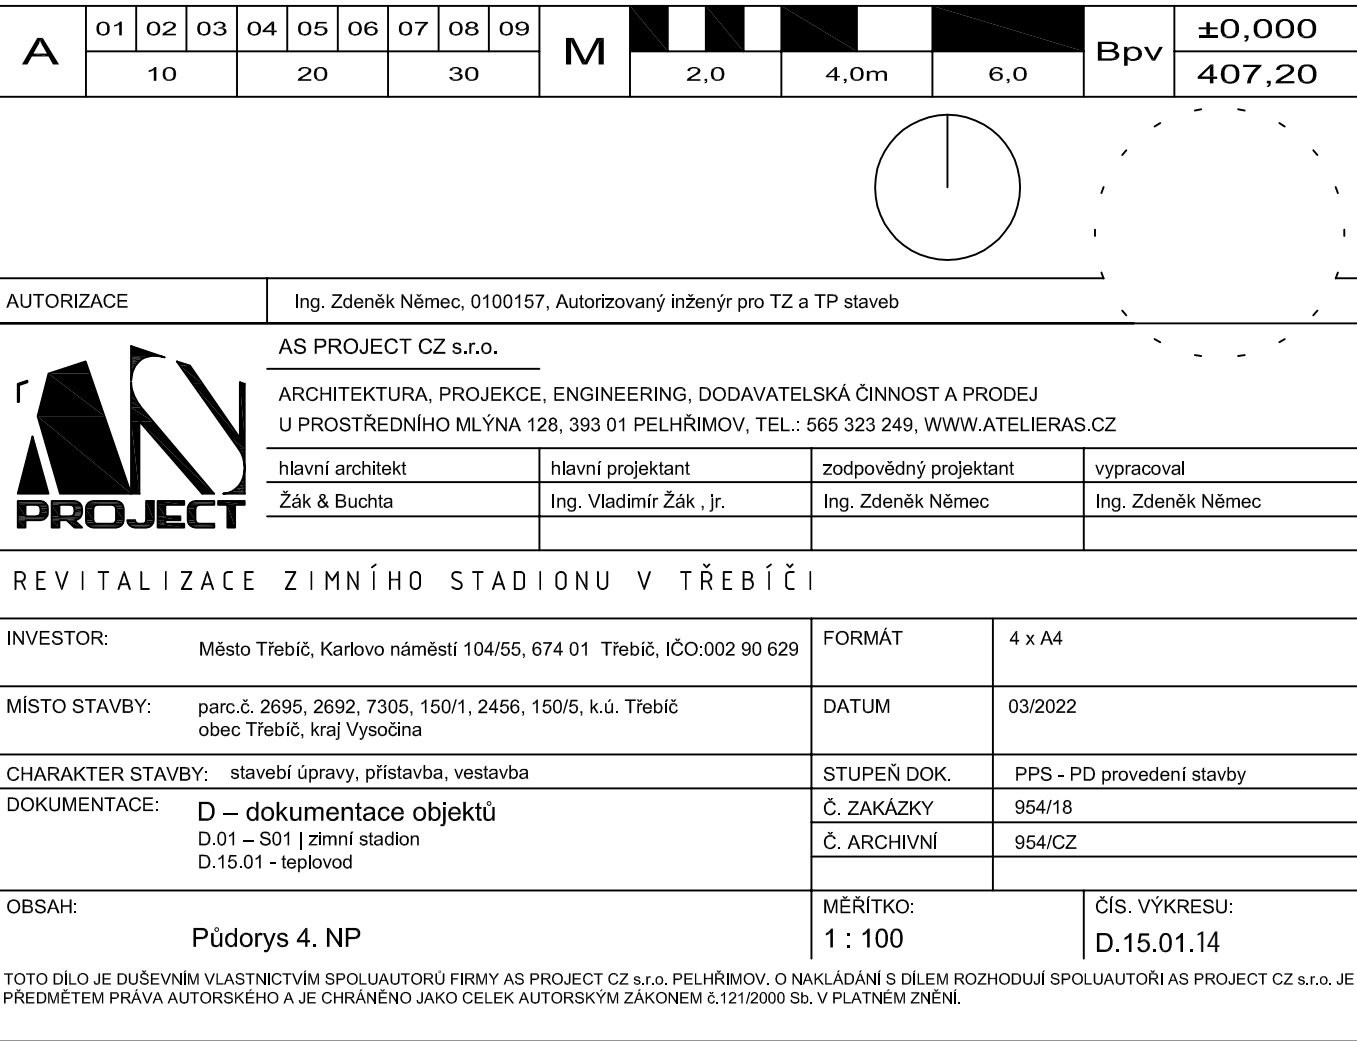 A 01 02 03 04 05 06 07 08 09 M Bpv ±0,000
10 20 30 2,0 4,0m 6,0 407,20
AUTORIZACE Ing. Zdeněk Němec, 0100157, Autorizovaný inženýr pro TZ a TP staveb
AS PROJECT CZ s.r.o.
ARCHITEKTURA, PROJEKCE, ENGINEERING, DODAVATELSKÁ ČINNOST A PRODEJ
U PROSTŘEDNÍHO MLÝNA 128, 393 01 PELHŘIMOV, TEL.: 565 323 249, WWW.ATELIERAS.CZ
PROJECT
hlavní architekt hlavní projektant zodpovědný projektant vypracoval
Žák & Buchta Ing. Vladimír Žák , jr. Ing. Zdeněk Němec Ing. Zdeněk Němec
REVITALIZACE ZIMNÍHO STADIONU V TŘEBÍČI
INVESTOR: Město Třebíč, Karlovo náměstí 104/55, 674 01 Třebíč, IČO:002 90 629 FORMÁT 4 x A4
MÍSTO STAVBY: parc.č. 2695, 2692, 7305, 150/1, 2456, 150/5, k.ú. Třebíč DATUM 03/2022
obec Třebíč, kraj Vysočina
CHARAKTER STAVBY: stavebí úpravy, přístavba, vestavba STUPEŇ DOK. PPS - PD provedení stavby
DOKUMENTACE: D – dokumentace objektů Č. ZAKÁZKY 954/18
D.01 – S01 | zimní stadion Č. ARCHIVNÍ 954/CZ
D.15.01 - teplovod
OBSAH: MĚŘÍTKO: ČÍS. VÝKRESU:
Půdorys 4. NP 1 : 100 D.15.01.14
TOTO DÍLO JE DUŠEVNÍM VLASTNICTVÍM SPOLUAUTORŮ FIRMY AS PROJECT CZ s.r.o. PELHŘIMOV. O NAKLÁDÁNÍ S DÍLEM ROZHODUJÍ SPOLUAUTOŘI AS PROJECT CZ s.r.o. JE
PŘEDMĚTEM PRÁVA AUTORSKÉHO A JE CHRÁNĚNO JAKO CELEK AUTORSKÝM ZÁKONEM č.121/2000 Sb. V PLATNÉM ZNĚNÍ.